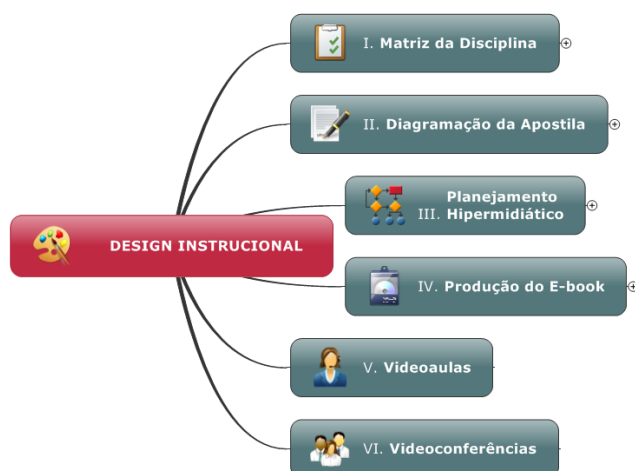 I. Matriz da Disciplina
II. Diagramação da Apostila
Planejamento
III. Hipermidiático
DESIGN INSTRUCIONAL
IV. Produção do E-book
V. Videoaulas
VI. Videoconferências